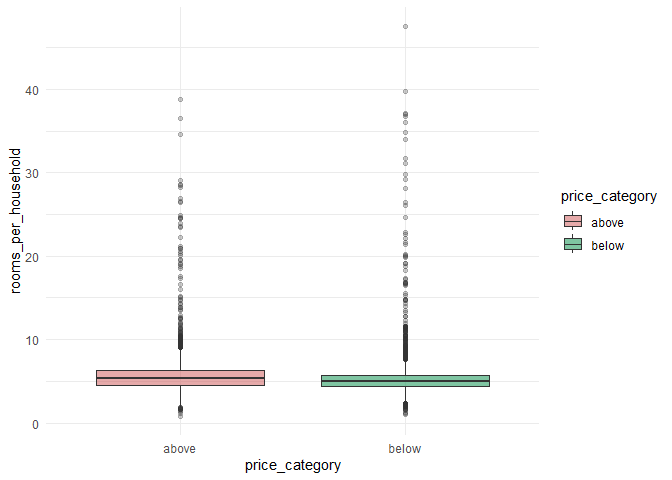 40
30
20
10
0
rooms_per_household
above
below
price_category
price_category
above
below